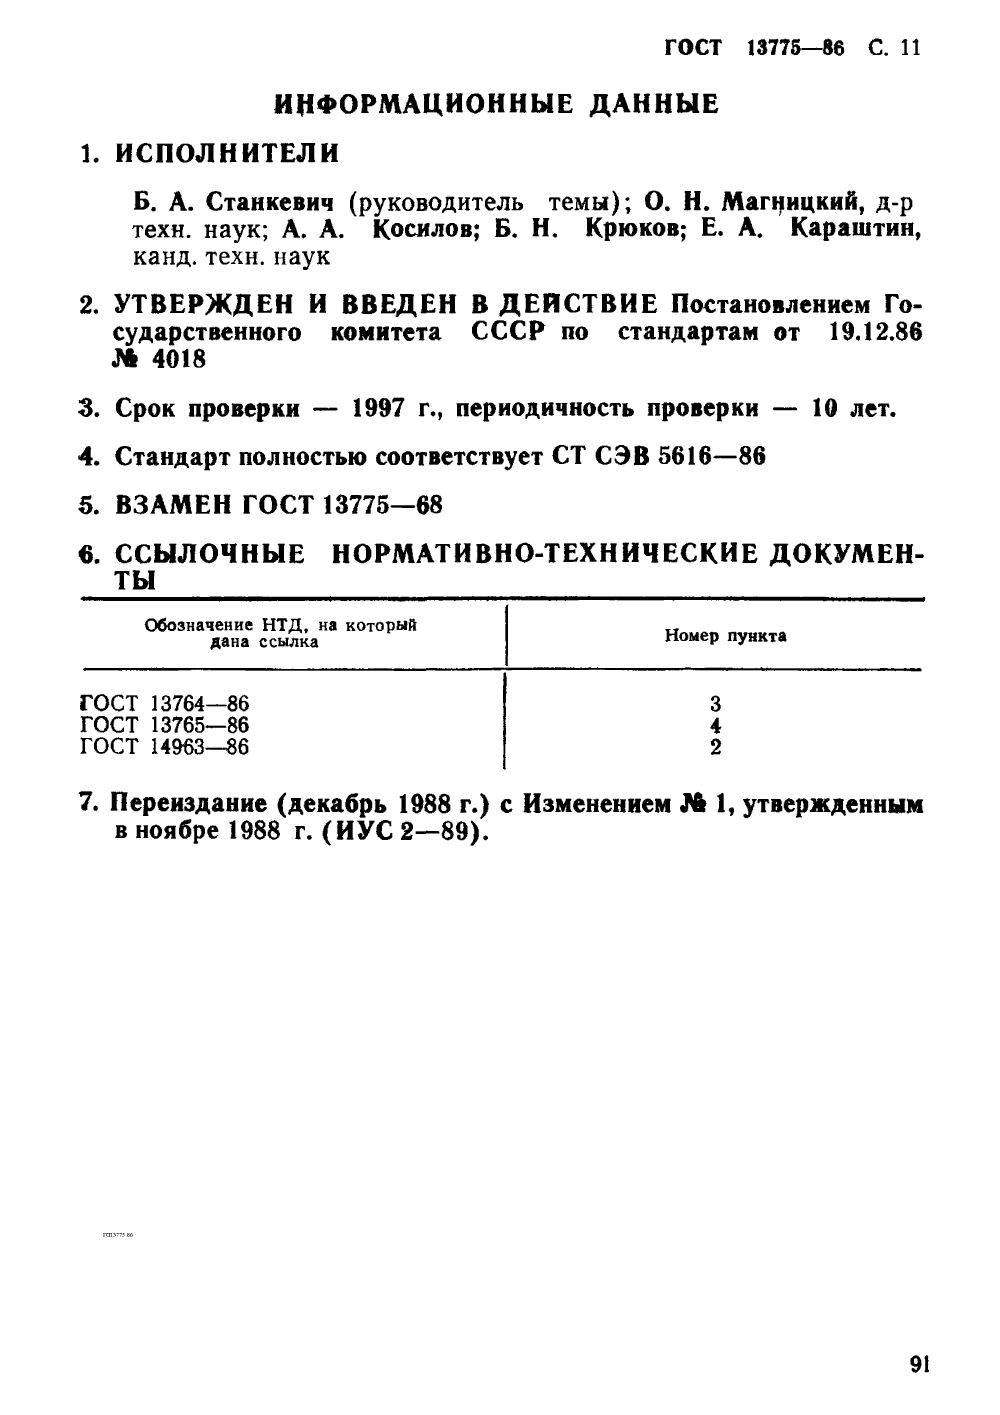 ГОСТ 13775—86 С. 11
ИНФОРМАЦИОННЫЕ ДАННЫЕ
1. ИСПОЛНИТЕЛИ
Б. А. Станкевич (руководитель темы); О. Н. Магницкий, д-р
техн. наук; А. А. Косилов; Б. Н. Крюков; Е. А. Караштин,
канд. техн. наук
2. УТВЕРЖДЕН И ВВЕДЕН В ДЕЙСТВИЕ Постановлением Го-
сударственного комитета СССР по стандартам от 19.12.86
№ 4018
3. Срок проверки — 1997 г., периодичность проверки — 10 лет.
4. Стандарт полностью соответствует СТ СЭВ 5616—86
5. ВЗАМЕН ГОСТ 13775—68
6. ССЫЛОЧНЫЕ НОРМАТИВНО-ТЕХНИЧЕСКИЕ ДОКУМЕН-
ТЫ
Обозначение НТД, на который
дана ссылка
Номер пункта
ГОСТ 13764—86 3
ГОСТ 13765—86 4
ГОСТ 14963—86 2
7. Переиздание (декабрь 1988 г.) с Изменением № 1, утвержденным
в ноябре 1988 г. (ИУС 2—89).
91